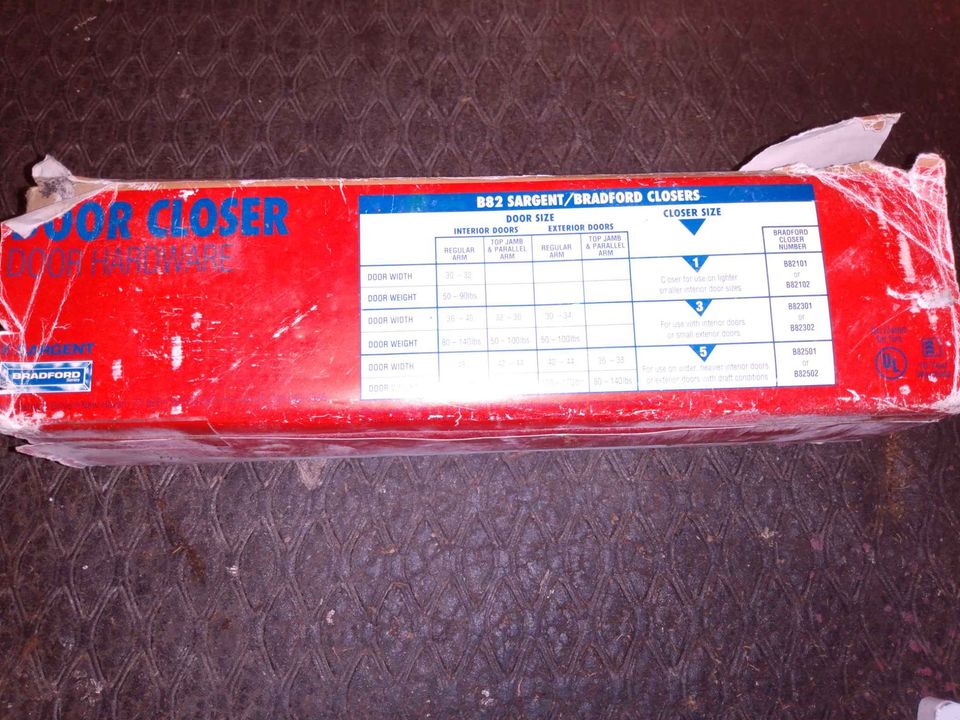 DOOR CLOSER
DOOR HARDWARE
SARGENT
BRADFORD
Series
B82 SARGENT/BRADFORD CLOSERS
DOOR SIZE CLOSER SIZE
INTERIOR DOORS EXTERIOR DOORS
REGULAR ARM TOP JAMB & PARALLEL ARM REGULAR ARM TOP JAMB & PARALLEL ARM BRADFORD CLOSER NUMBER
DOOR WIDTH 30 - 32
DOOR WEIGHT 50 - 90lbs
1
Closer for use on lighter
smaller interior door sizes
B82101
or
B82102
DOOR WIDTH 36 - 40 32 - 36 30 - 34
DOOR WEIGHT 80 - 140lbs 50 - 100lbs 50 - 100lbs
3
For use with interior doors
or small exterior doors
B82301
or
B82302
DOOR WIDTH 42 - 44 40 - 44 36 - 38
DOOR 80 - 140lbs
5
For use on wider, heavier interior doors,
or exterior doors with draft conditions
B82501
or
B82502
UL